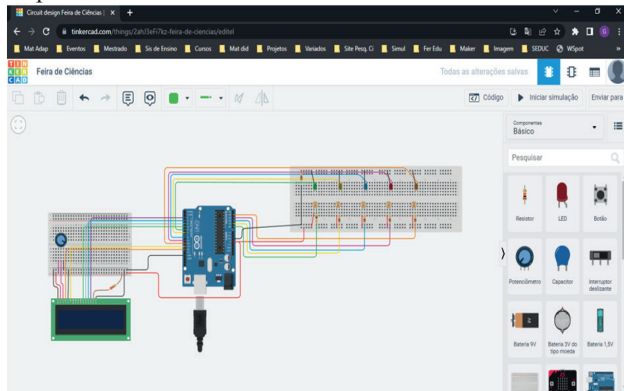 Circuit design Feira de Ciências |
tinkercad.com/things/2ahJ3eFi7kz-feira-de-ciencias/editel
Mat Adap Eventos Mestrado Sis de Ensino Cursos Mat did Projetos Variados Site Pesq. Ci Simul Fer Edu Maker Imagem SEDUC WSpot
TIN
KER
CAD
Feira de Ciências
Todas as alterações salvas
Código
Iniciar simulação
Enviar para
Componentes
Básico
Pesquisar
Resistor LED Botão
Potenciômetro Capacitor Interruptor
deslizante
Bateria 9V Bateria 3V do
tipo moeda Bateria 1,5V